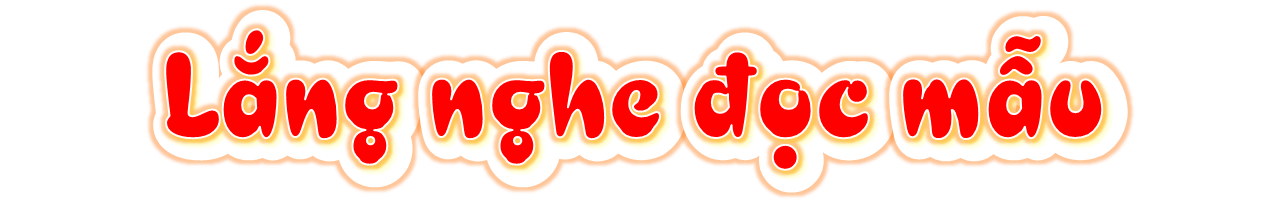 Lắng nghe đọc mẫu